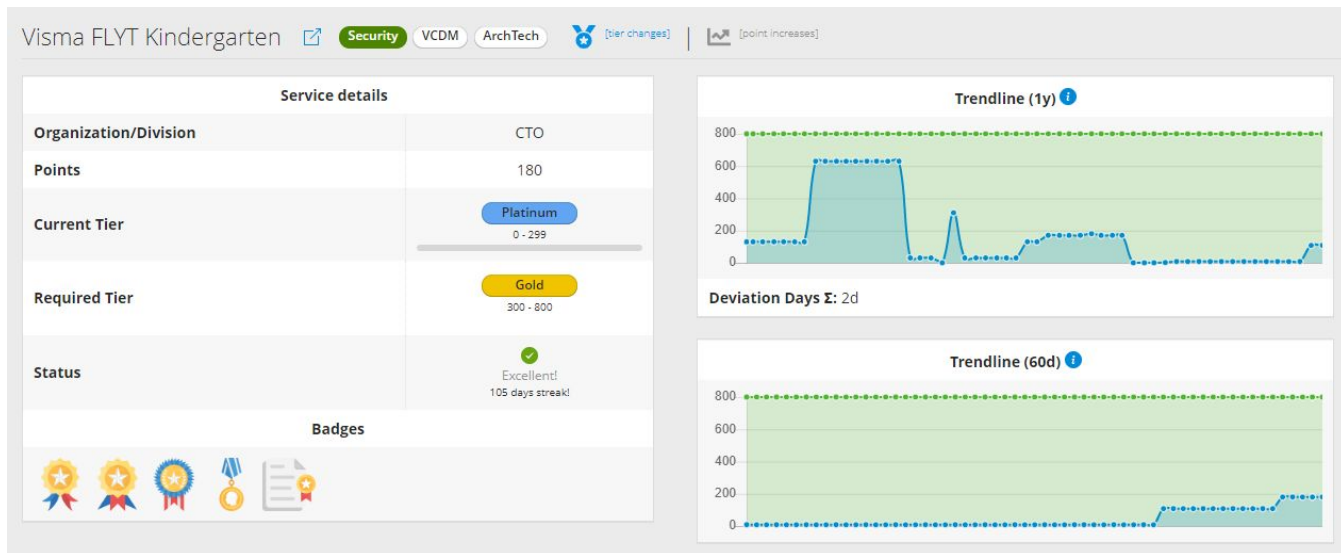 Visma FLYT Kindergarten Security VCDM ArchTech [tier changes] [point increases]
Service details
Organization/Division CTO
Points 180
Current Tier Platinum
0 - 299
Required Tier Gold
300 - 800
Status Excellent!
105 days streak!
Badges
Trendline (1y) i
800
600
400
200
0
Deviation Days Σ: 2d
Trendline (60d) i
800
600
400
200
0